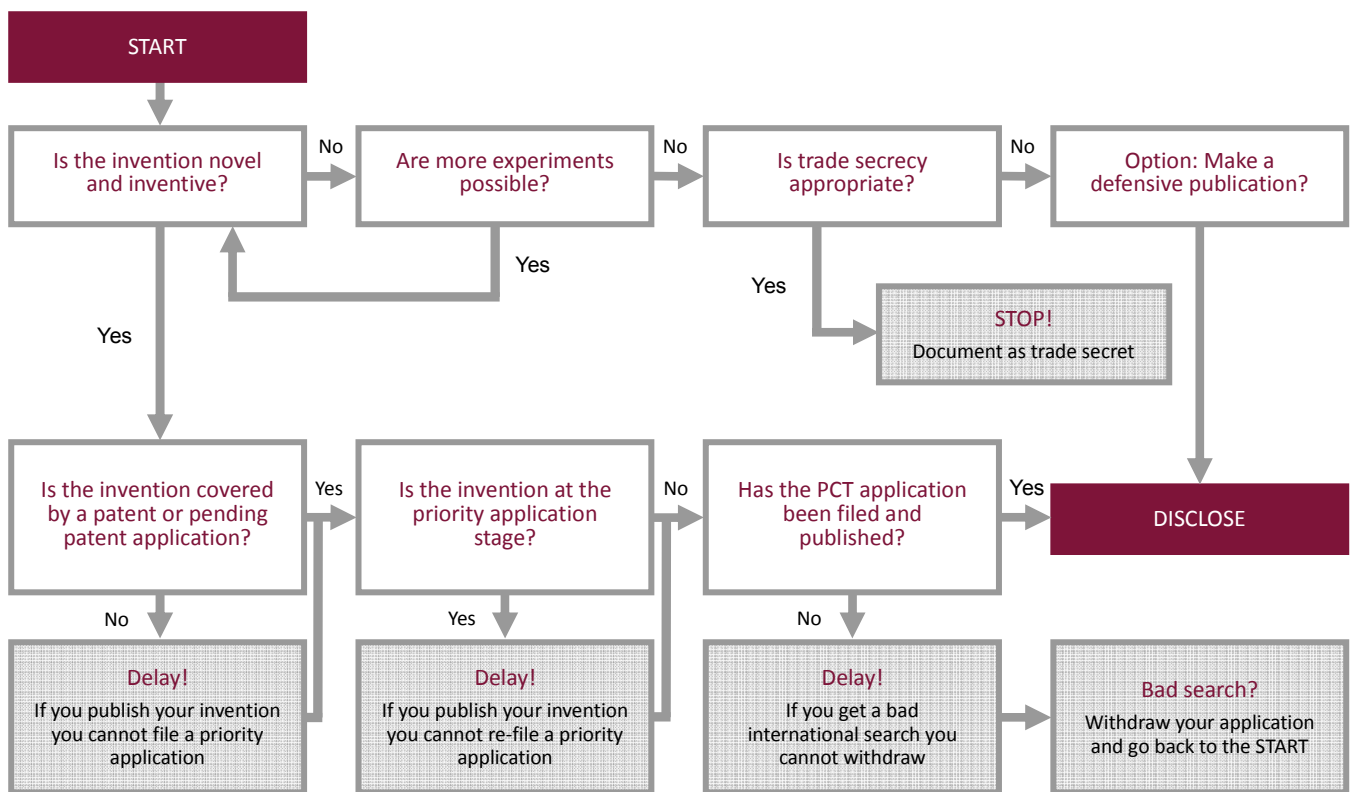 START
Is the invention novel
and inventive?
No
Are more experiments
possible?
No
Is trade secrecy
appropriate?
No
Option: Make a
defensive publication?
Yes
Yes
Yes
STOP!
Document as trade secret
Is the invention covered
by a patent or pending
patent application?
Yes
Is the invention at the
priority application
stage?
No
Has the PCT application
been filed and
published?
Yes
DISCLOSE
No
Yes
No
Delay!
If you publish your invention
you cannot file a priority
application
Delay!
If you publish your invention
you cannot re-file a priority
application
Delay!
If you get a bad
international search you
cannot withdraw
Bad search?
Withdraw your application
and go back to the START